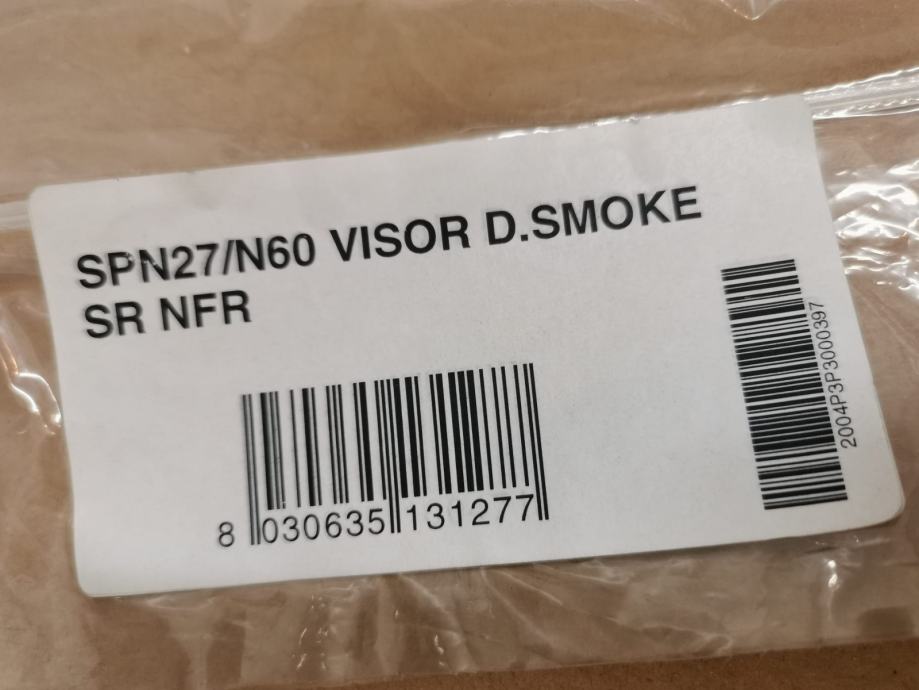 SPN27/N60 VISOR D.SMOKE
SR NFR
8 030635 131277
2004P3P3000397